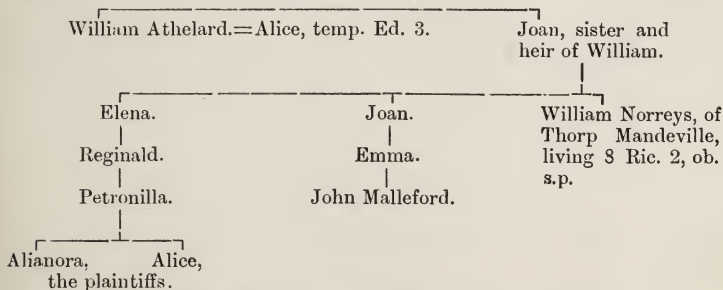 William Athelard.=Alice, temp. Ed. 3.
Joan, sister and
heir of William.
Elena.
Joan.
William Norreys, of
Thorp Mandeville,
living 8 Ric. 2, ob.
s.p.
Reginald.
Emma.
Petronilla.
John Malleford.
Alianora,
Alice,
the plaintiffs.